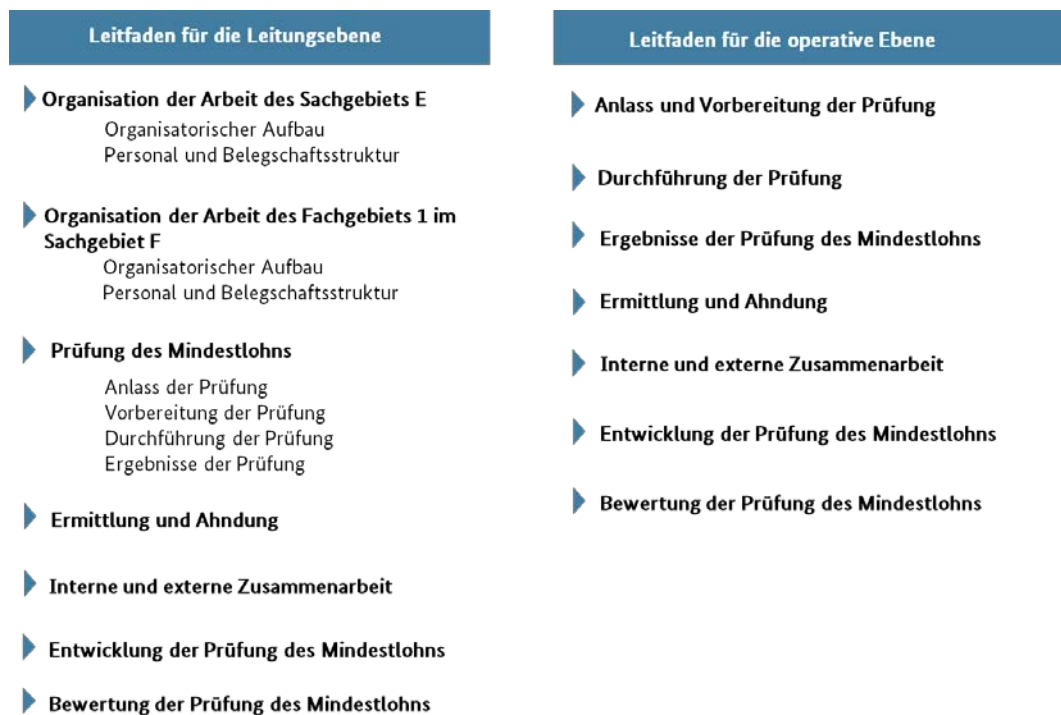 Leitfaden für die Leitungsebene
Organisation der Arbeit des Sachgebiets E
Organisatorischer Aufbau
Personal und Belegschaftsstruktur
Organisation der Arbeit des Fachgebiets 1 im
Sachgebiet F
Organisatorischer Aufbau
Personal und Belegschaftsstruktur
Prüfung des Mindestlohns
Anlass der Prüfung
Vorbereitung der Prüfung
Durchführung der Prüfung
Ergebnisse der Prüfung
Ermittlung und Ahndung
Interne und externe Zusammenarbeit
Entwicklung der Prüfung des Mindestlohns
Bewertung der Prüfung des Mindestlohns
Leitfaden für die operative Ebene
Anlass und Vorbereitung der Prüfung
Durchführung der Prüfung
Ergebnisse der Prüfung des Mindestlohns
Ermittlung und Ahndung
Interne und externe Zusammenarbeit
Entwicklung der Prüfung des Mindestlohns
Bewertung der Prüfung des Mindestlohns